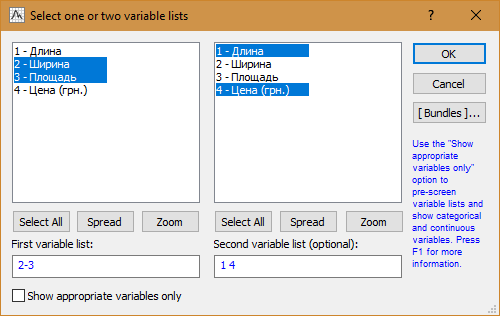 Select one or two variable lists
1 - Длина
2 - Ширина
3 - Площадь
4 - Цена (грн.)
1 - Длина
2 - Ширина
3 - Площадь
4 - Цена (грн.)
OK
Cancel
[ Bundles ]...
Use the "Show
appropriate
variables only"
option to
pre-screen
variable lists and
show categorical
and continuous
variables. Press
F1 for more
information.
Select All
Spread
Zoom
Select All
Spread
Zoom
First variable list:
Second variable list (optional):
2-3
1 4
Show appropriate variables only